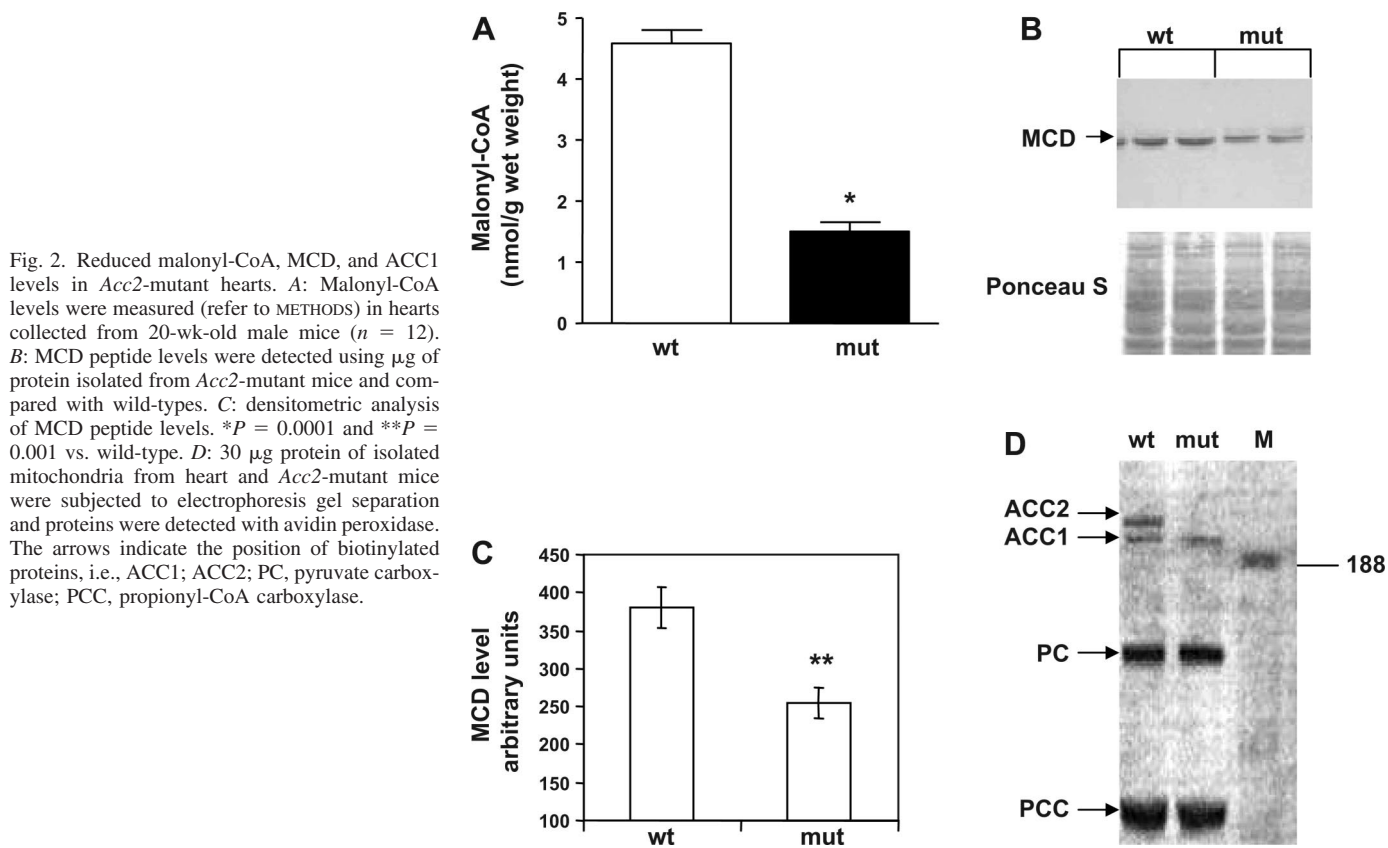 Fig. 2. Reduced malonyl-CoA, MCD, and ACC1
levels in Acc2-mutant hearts. A: Malonyl-CoA
levels were measured (refer to METHODS) in hearts
collected from 20-wk-old male mice (n = 12).
B: MCD peptide levels were detected using μg of
protein isolated from Acc2-mutant mice and com-
pared with wild-types. C: densitometric analysis
of MCD peptide levels. *P = 0.0001 and **P =
0.001 vs. wild-type. D: 30 μg protein of isolated
mitochondria from heart and Acc2-mutant mice
were subjected to electrophoresis gel separation
and proteins were detected with avidin peroxidase.
The arrows indicate the position of biotinylated
proteins, i.e., ACC1; ACC2; PC, pyruvate carbox-
ylase; PCC, propionyl-CoA carboxylase.
A
Malonyl-CoA
(nmol/g wet weight)
5
4
3
2
1
0
*
wt mut
B
wt mut
MCD
Ponceau S
C
MCD level
arbitrary units
450
400
350
300
250
200
150
100
**
wt mut
D
wt mut M
ACC2
ACC1
188
PC
PCC